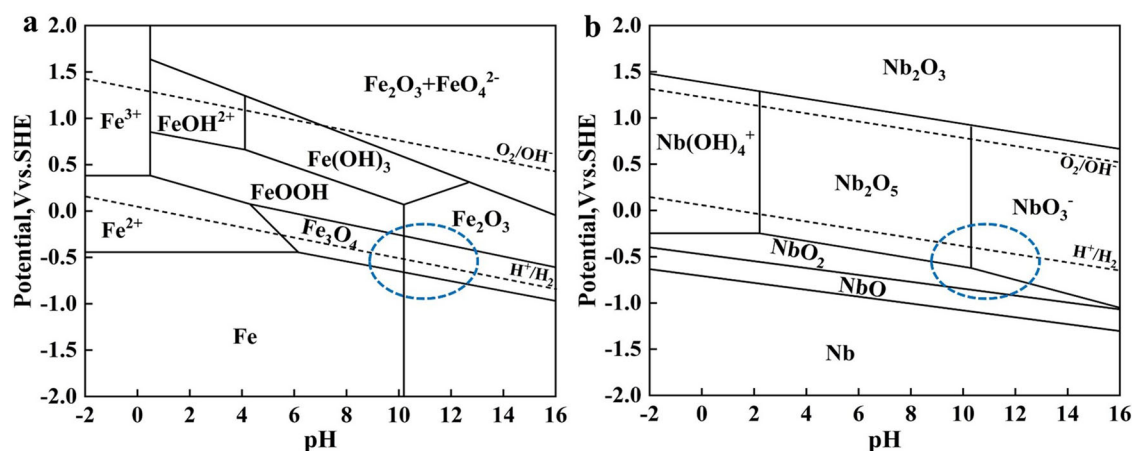 a
Potential,V vs.SHE
2.0
1.5
1.0
0.5
0.0
-0.5
-1.0
-1.5
-2.0
Fe₂O₃+FeO₄²⁻
Fe³⁺
FeOH²⁺
Fe(OH)₃
O₂/OH⁻
FeOOH
Fe₂O₃
Fe²⁺
Fe₃O₄
H⁺/H₂
Fe
-2 0 2 4 6 8 10 12 14 16
pH
b
Potential,V vs.SHE
2.0
1.5
1.0
0.5
0.0
-0.5
-1.0
-1.5
-2.0
Nb₂O₃
Nb(OH)₄⁺
O₂/OH⁻
Nb₂O₅
NbO₃⁻
NbO₂
H⁺/H₂
NbO
Nb
-2 0 2 4 6 8 10 12 14 16
pH